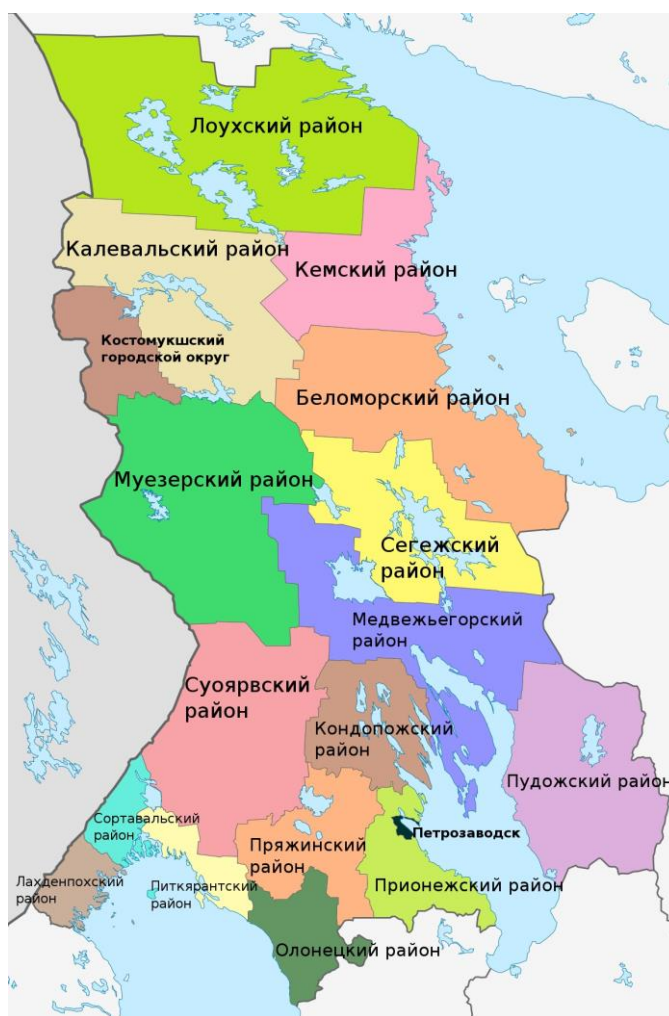 Лоухский район
Калевальский район
Кемский район
Костомукшский
городской округ
Беломорский район
Муезерский район
Сегежский
район
Медвежьегорский
район
Суоярвский
район
Кондопожский
район
Пудожский район
Сортавальский
район
Петрозаводск
Пряжинский
район
Лахденпохский
район
Питкярантский
район
Прионежский район
Олонецкий район